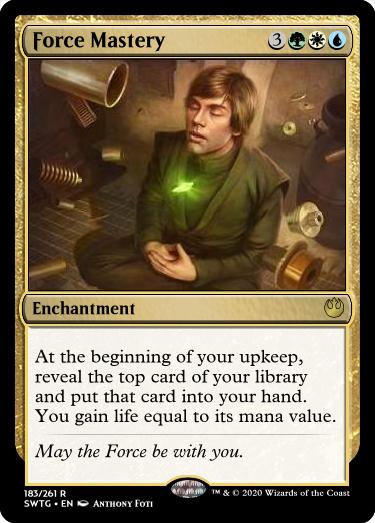 Force Mastery 3
Enchantment
At the beginning of your upkeep,
reveal the top card of your library
and put that card into your hand.
You gain life equal to its mana value.
May the Force be with you.
183/261 R
SWTG • EN Anthony Foti
™ & © 2020 Wizards of the Coast